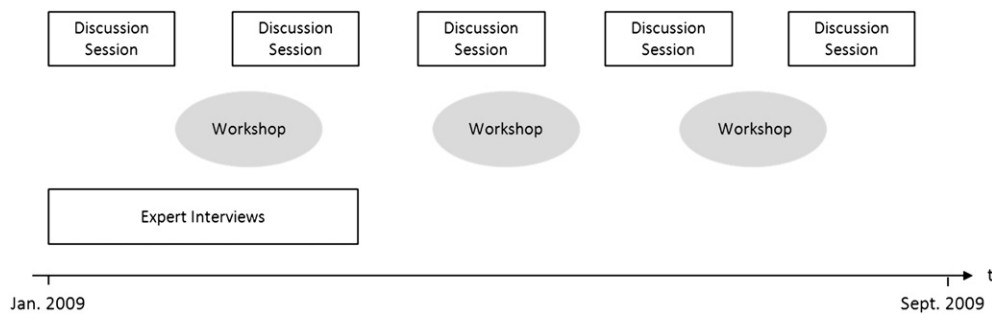 Discussion
Session
Discussion
Session
Discussion
Session
Discussion
Session
Discussion
Session
Workshop
Workshop
Workshop
Expert Interviews
t
Jan. 2009
Sept. 2009